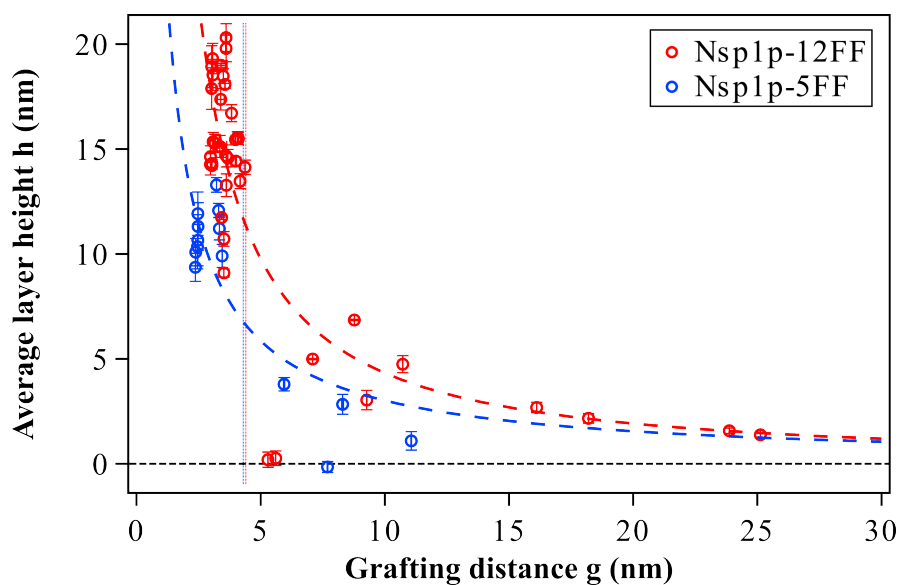 Nsp1p-12FF
Nsp1p-5FF
Average layer height h (nm)
20
15
10
5
0
0 5 10 15 20 25 30
Grafting distance g (nm)